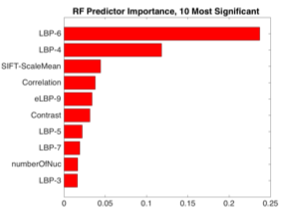 RF Predictor Importance, 10 Most Significant
LBP-6
LBP-4
SIFT-ScaleMean
Correlation
eLBP-9
Contrast
LBP-5
LBP-7
numberOfNuc
LBP-3
0 0.05 0.1 0.15 0.2 0.25